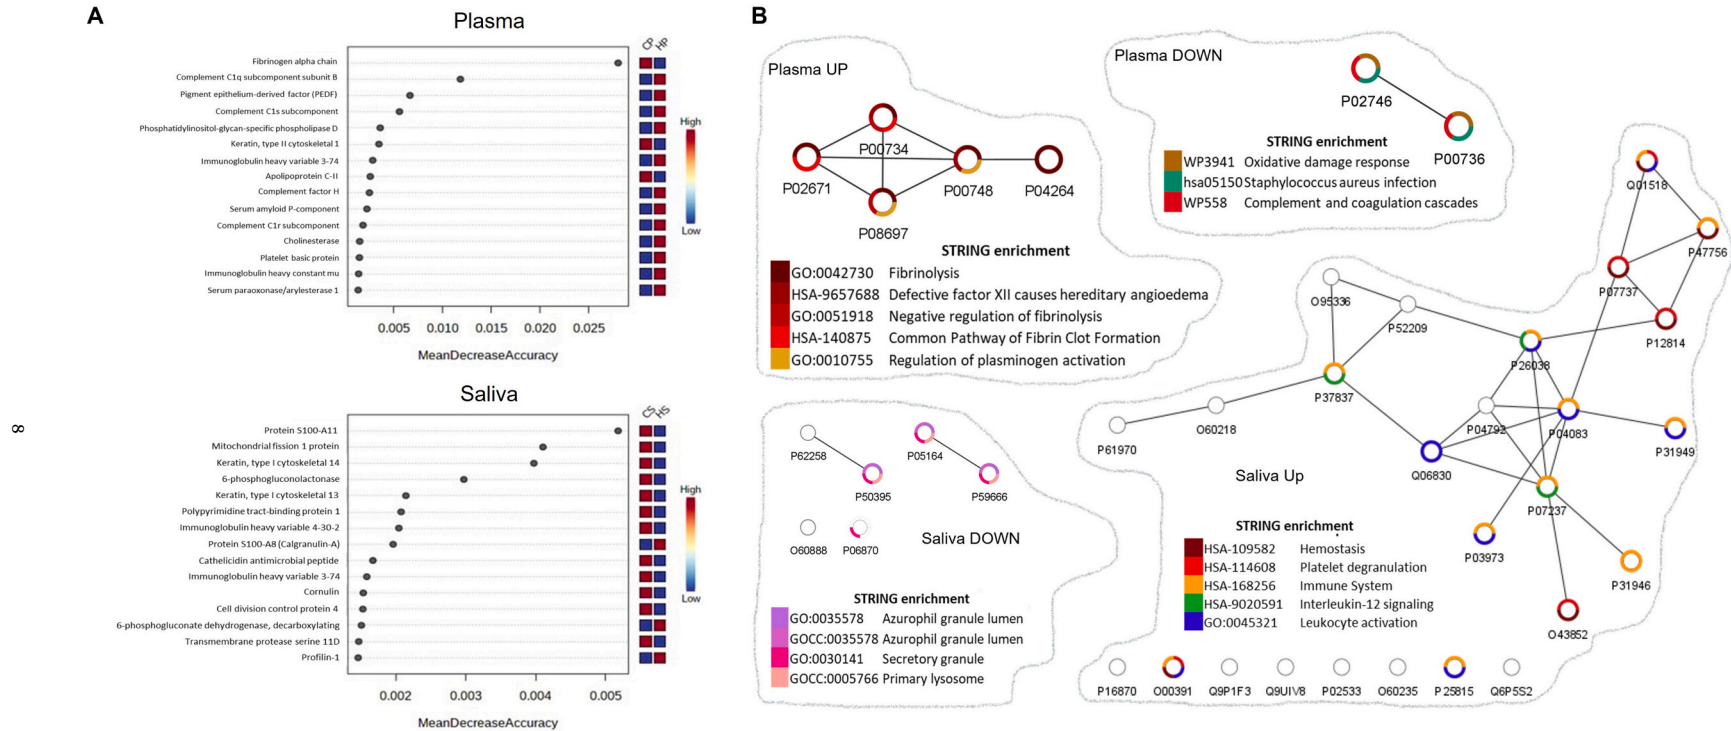 A
Plasma
CP HP
Fibrinogen alpha chain
Complement C1q subcomponent subunit B
Pigment epithelium-derived factor (PEDF)
Complement C1s subcomponent
Phosphatidylinositol-glycan-specific phospholipase D
Keratin, type II cytoskeletal 1
Immunoglobulin heavy variable 3-74
Apolipoprotein C-II
Complement factor H
Serum amyloid P-component
Complement C1r subcomponent
Cholinesterase
Platelet basic protein
Immunoglobulin heavy constant mu
Serum paraoxonase/arylesterase 1
High
Low
0.005 0.010 0.015 0.020 0.025
MeanDecreaseAccuracy
Saliva
CS HS
Protein S100-A11
Mitochondrial fission 1 protein
Keratin, type I cytoskeletal 14
6-phosphogluconolactonase
Keratin, type I cytoskeletal 13
Polypyrimidine tract-binding protein 1
Immunoglobulin heavy variable 4-30-2
Protein S100-A8 (Calgranulin-A)
Cathelicidin antimicrobial peptide
Immunoglobulin heavy variable 3-74
Cornulin
Cell division control protein 4
6-phosphogluconate dehydrogenase, decarboxylating
Transmembrane protease serine 11D
Profilin-1
High
Low
0.002 0.003 0.004 0.005
MeanDecreaseAccuracy
8
B
Plasma UP
P00734
P02671
P00748
P04264
P08697
STRING enrichment
GO:0042730 Fibrinolysis
HSA-9657688 Defective factor XII causes hereditary angioedema
GO:0051918 Negative regulation of fibrinolysis
HSA-140875 Common Pathway of Fibrin Clot Formation
GO:0010755 Regulation of plasminogen activation
Plasma DOWN
P02746
P00736
STRING enrichment
WP3941 Oxidative damage response
hsa05150 Staphylococcus aureus infection
WP558 Complement and coagulation cascades
P62258
P05164
P50395
P59666
O60888
P06870
Saliva DOWN
STRING enrichment
GO:0035578 Azurophil granule lumen
GOCC:0035578 Azurophil granule lumen
GO:0030141 Secretory granule
GOCC:0005766 Primary lysosome
Q01518
P47756
P07737
O95336
P52209
P12814
P26038
P37837
P04792
P04083
P61970
O60218
P31949
Q06830
Saliva Up
P07237
P03973
P31946
O43852
STRING enrichment
HSA-109582 Hemostasis
HSA-114608 Platelet degranulation
HSA-168256 Immune System
HSA-9020591 Interleukin-12 signaling
GO:0045321 Leukocyte activation
P16870 O00391 Q9P1F3 Q9UIV8 P02533 O60235 P25815 Q6P5S2